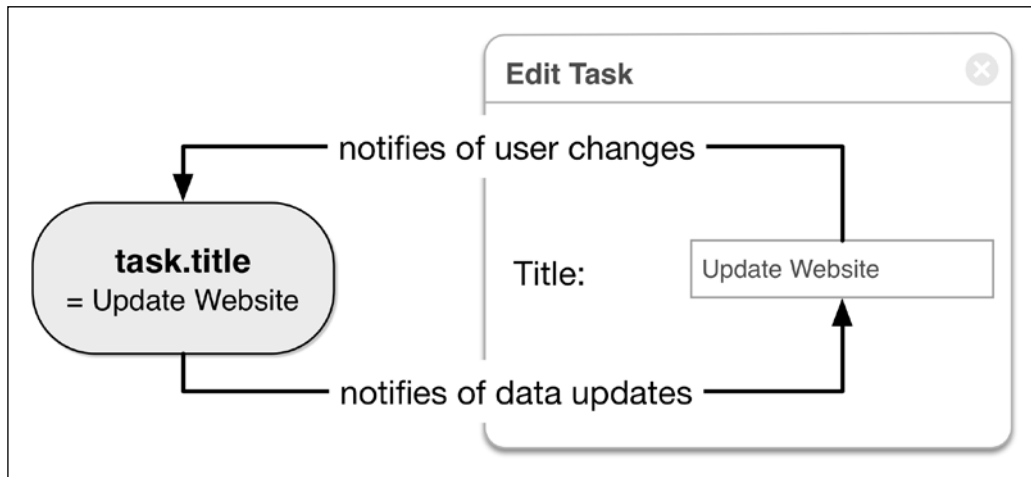 Edit Task
notifies of user changes
task.title
= Update Website
Title:
Update Website
notifies of data updates